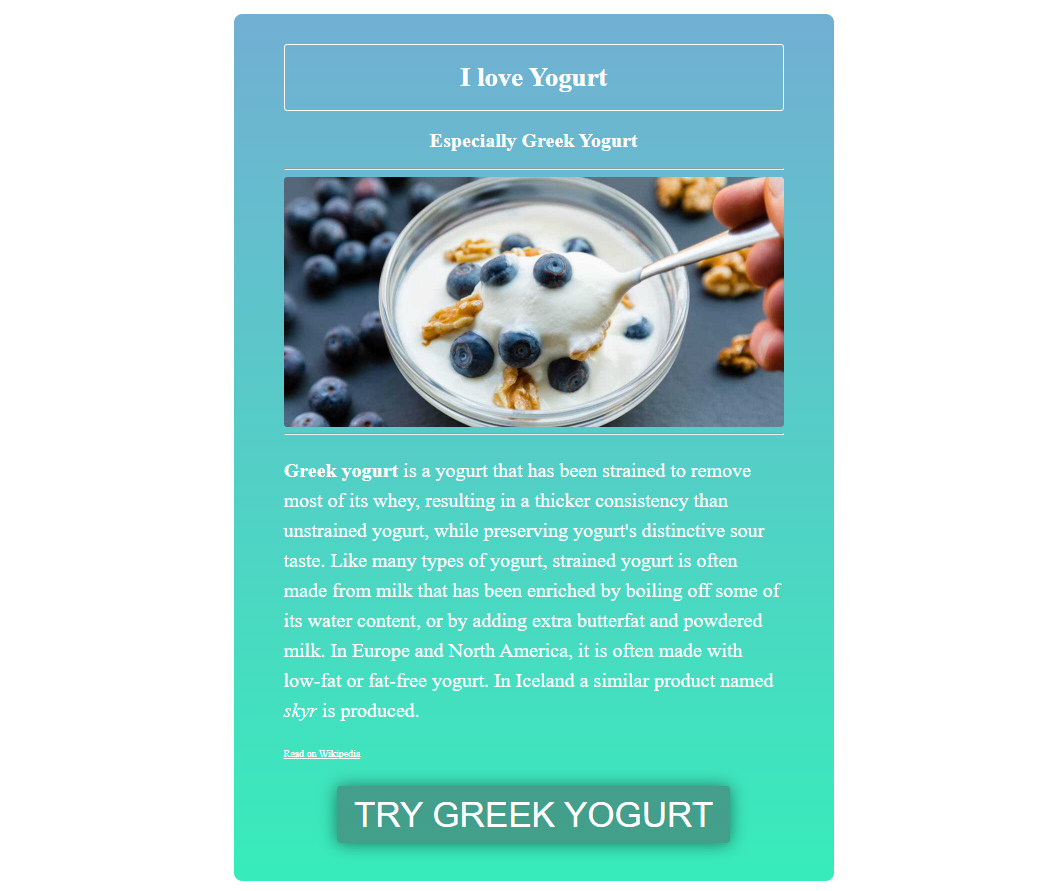 I love Yogurt
Especially Greek Yogurt
Greek yogurt is a yogurt that has been strained to remove
most of its whey, resulting in a thicker consistency than
unstrained yogurt, while preserving yogurt's distinctive sour
taste. Like many types of yogurt, strained yogurt is often
made from milk that has been enriched by boiling off some of
its water content, or by adding extra butterfat and powdered
milk. In Europe and North America, it is often made with
low-fat or fat-free yogurt. In Iceland a similar product named
skyr is produced.
Read on Wikipedia
TRY GREEK YOGURT